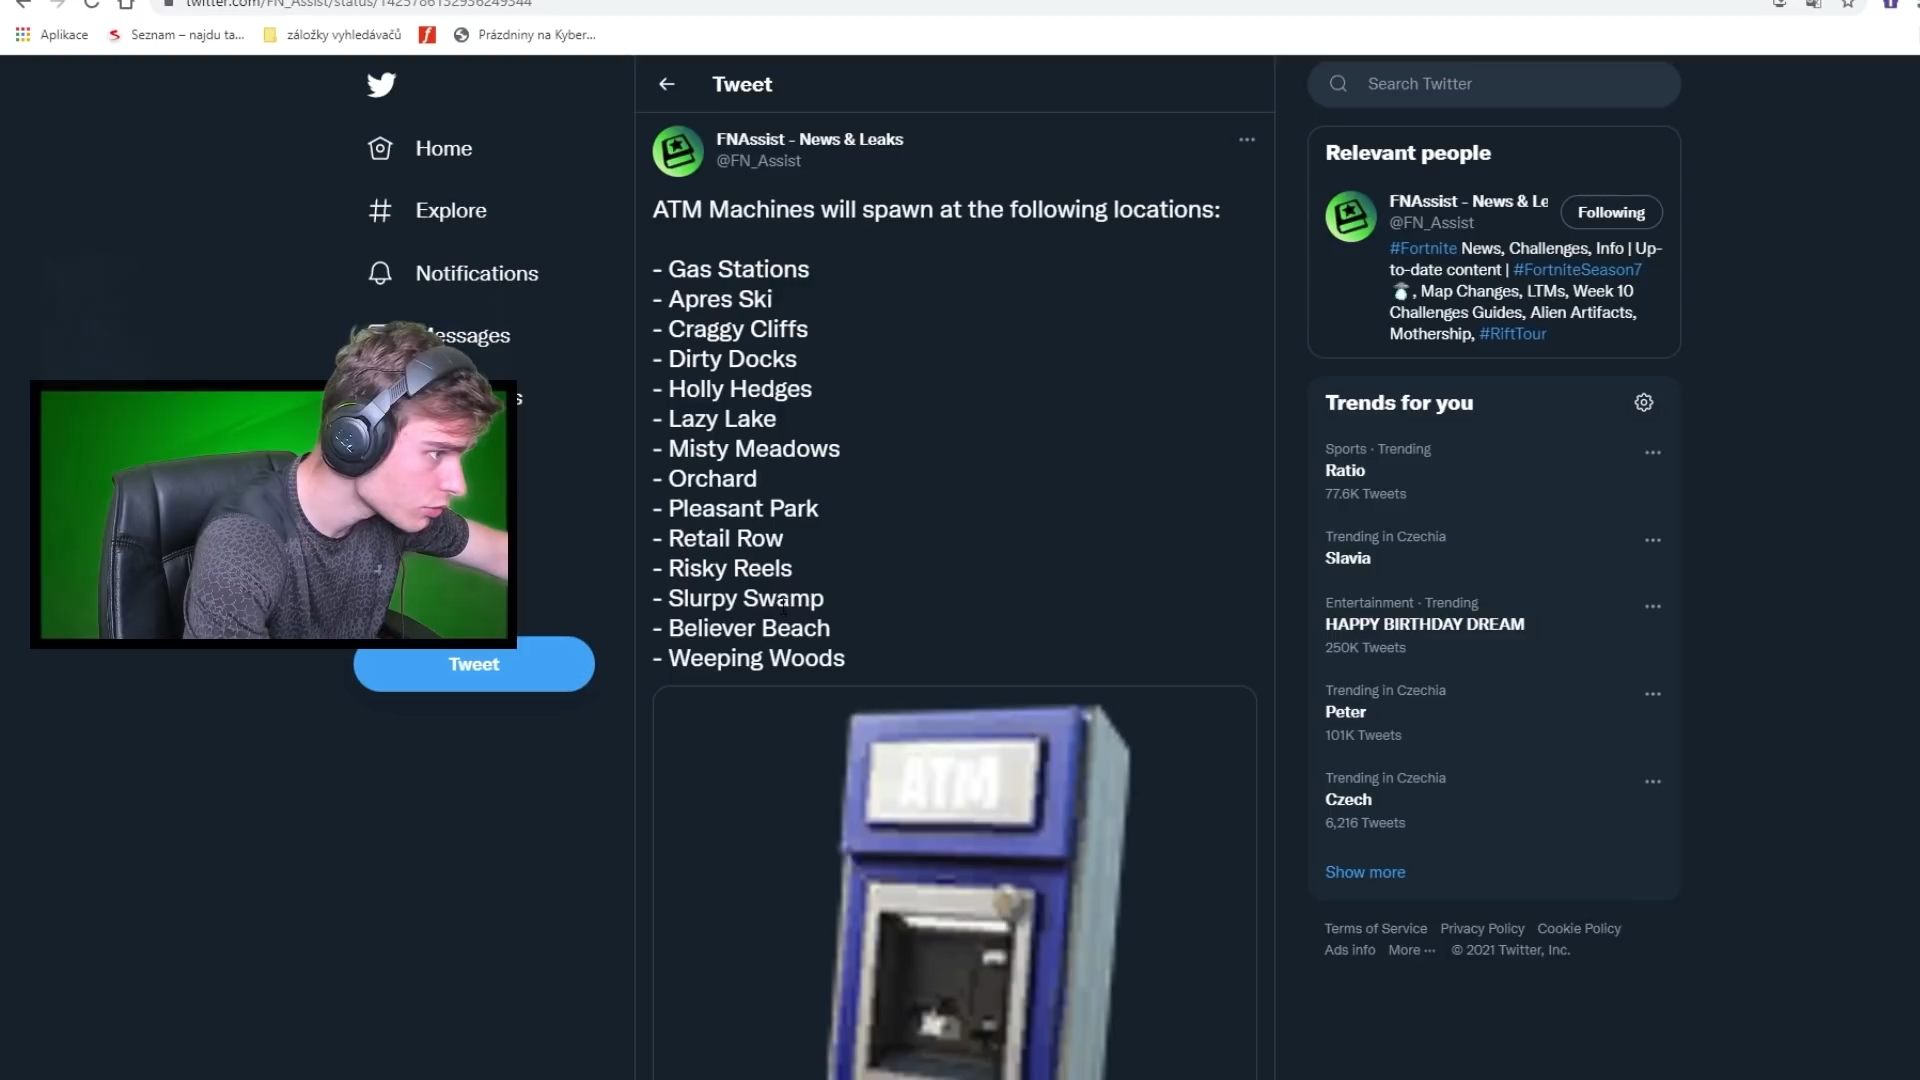 Aplikace
Seznam – najdu ta...
záložky vyhledávačů
Prázdniny na Kyber...
Home
Explore
Notifications
Tweet
Tweet
FNAssist - News & Leaks
@FN_Assist
ATM Machines will spawn at the following locations:
- Gas Stations
- Apres Ski
- Craggy Cliffs
- Dirty Docks
- Holly Hedges
- Lazy Lake
- Misty Meadows
- Orchard
- Pleasant Park
- Retail Row
- Risky Reels
- Slurpy Swamp
- Believer Beach
- Weeping Woods
ATM
Search Twitter
Relevant people
FNAssist - News & Le
@FN_Assist
Following
#Fortnite News, Challenges, Info | Up-
to-date content | #FortniteSeason7
, Map Changes, LTMs, Week 10
Challenges Guides, Alien Artifacts,
Mothership, #RiftTour
Trends for you
Sports · Trending
Ratio
77.6K Tweets
Trending in Czechia
Slavia
Entertainment · Trending
HAPPY BIRTHDAY DREAM
250K Tweets
Trending in Czechia
Peter
101K Tweets
Trending in Czechia
Czech
6,216 Tweets
Show more
Terms of Service Privacy Policy Cookie Policy
Ads info More ··· © 2021 Twitter, Inc.